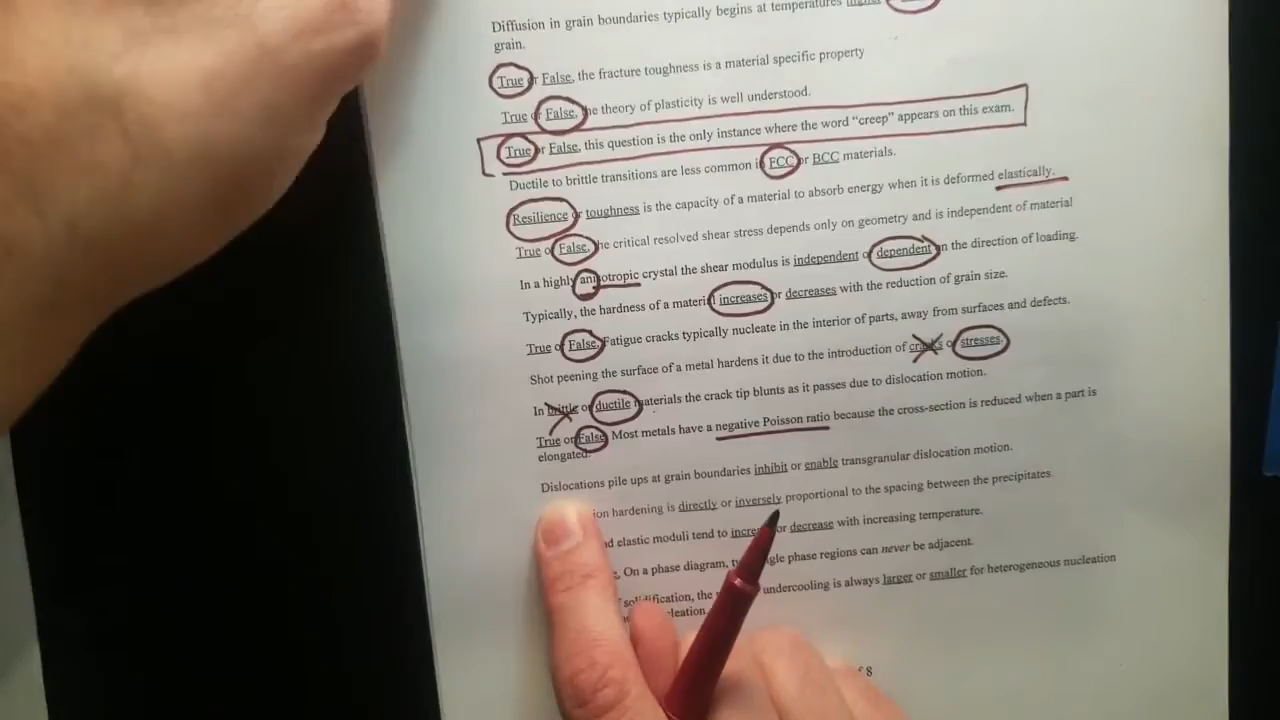 Diffusion in grain boundaries typically begins at temperatures
grain.
True or False, the fracture toughness is a material specific property
True or False, the theory of plasticity is well understood.
True or False, this question is the only instance where the word “creep” appears on this exam.
Ductile to brittle transitions are less common in FCC or BCC materials.
Resilience or toughness is the capacity of a material to absorb energy when it is deformed elastically.
True or False, the critical resolved shear stress depends only on geometry and is independent of material
In a highly anisotropic crystal the shear modulus is independent or dependent on the direction of loading.
Typically, the hardness of a material increases or decreases with the reduction of grain size.
True or False, Fatigue cracks typically nucleate in the interior of parts, away from surfaces and defects.
Shot peening the surface of a metal hardens it due to the introduction of cracks or stresses.
In brittle or ductile materials the crack tip blunts as it passes due to dislocation motion.
True or False, Most metals have a negative Poisson ratio because the cross-section is reduced when a part is
elongated.
Dislocations pile ups at grain boundaries inhibit or enable transgranular dislocation motion.
ion hardening is directly or inversely proportional to the spacing between the precipitates.
elastic moduli tend to or decrease with increasing temperature.
On a phase diagram, phase regions can never be adjacent.
solidification, the undercooling is always larger or smaller for heterogeneous nucleation
8